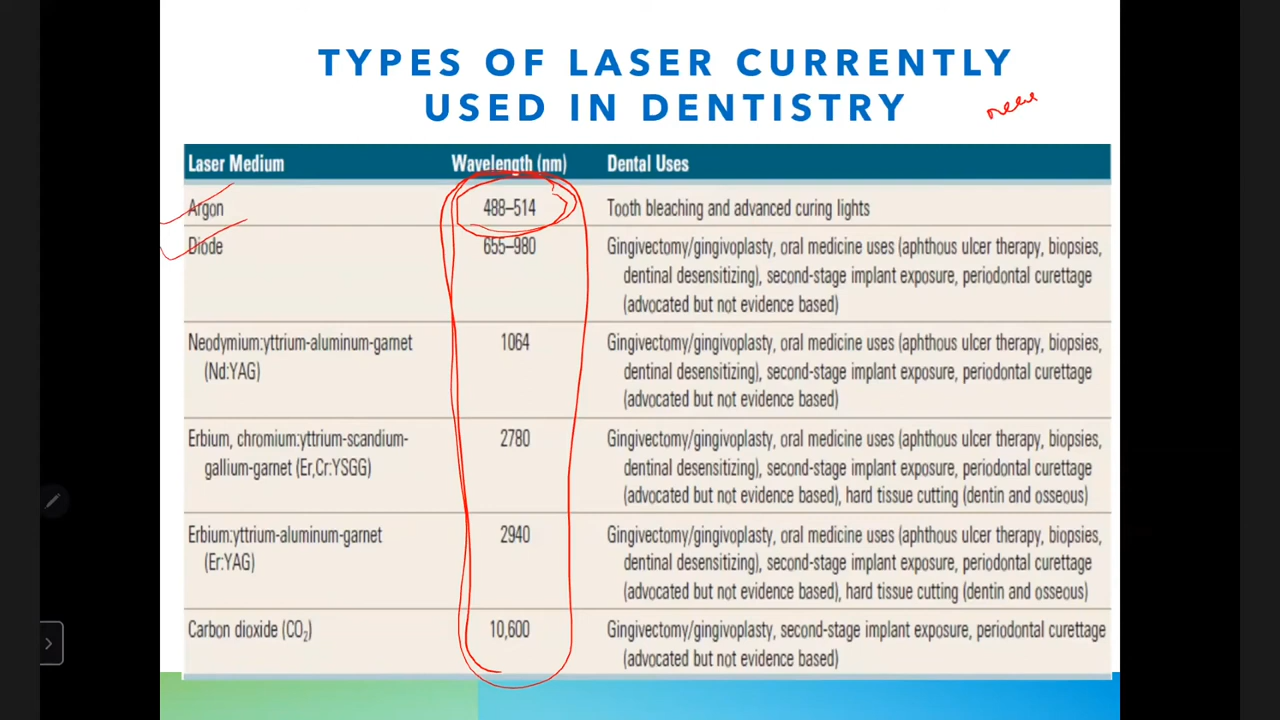 TYPES OF LASER CURRENTLY
USED IN DENTISTRY
Laser Medium Wavelength (nm) Dental Uses
Argon 488–514 Tooth bleaching and advanced curing lights
Diode 655–980 Gingivectomy/gingivoplasty, oral medicine uses (aphthous ulcer therapy, biopsies,
dentinal desensitizing), second-stage implant exposure, periodontal curettage
(advocated but not evidence based)
Neodymium:yttrium-aluminum-garnet 1064 Gingivectomy/gingivoplasty, oral medicine uses (aphthous ulcer therapy, biopsies,
(Nd:YAG) dentinal desensitizing), second-stage implant exposure, periodontal curettage
(advocated but not evidence based)
Erbium, chromium:yttrium-scandium- 2780 Gingivectomy/gingivoplasty, oral medicine uses (aphthous ulcer therapy, biopsies,
gallium-garnet (Er,Cr:YSGG) dentinal desensitizing), second-stage implant exposure, periodontal curettage
(advocated but not evidence based), hard tissue cutting (dentin and osseous)
Erbium:yttrium-aluminum-garnet 2940 Gingivectomy/gingivoplasty, oral medicine uses (aphthous ulcer therapy, biopsies,
(Er:YAG) dentinal desensitizing), second-stage implant exposure, periodontal curettage
(advocated but not evidence based), hard tissue cutting (dentin and osseous)
Carbon dioxide (CO₂) 10,600 Gingivectomy/gingivoplasty, second-stage implant exposure, periodontal curettage
(advocated but not evidence based)